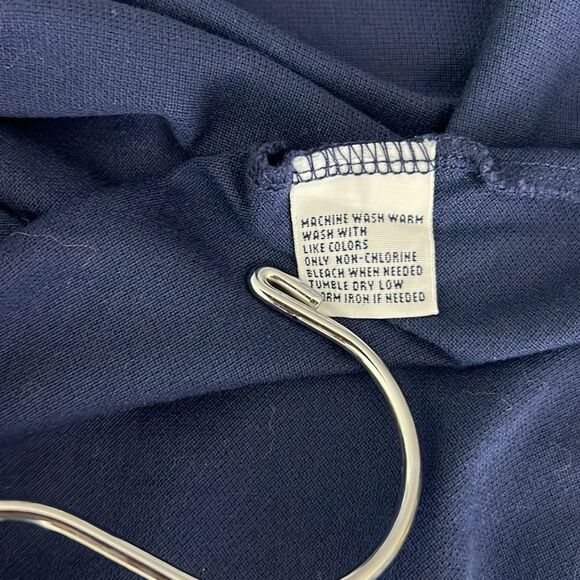 MACHINE WASH WARM
WASH WITH
LIKE COLORS
ONLY NON-CHLORINE
BLEACH WHEN NEEDED
TUMBLE DRY LOW
IRON IF NEEDED